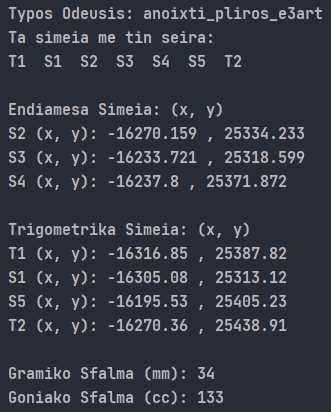 Typos Odeusis: anoixti_pliros_e3art
Ta simeia me tin seira:
T1 S1 S2 S3 S4 S5 T2
Endiamesa Simeia: (x, y)
S2 (x, y): -16270.159 , 25334.233
S3 (x, y): -16233.721 , 25318.599
S4 (x, y): -16237.8 , 25371.872
Trigometrika Simeia: (x, y)
T1 (x, y): -16316.85 , 25387.82
S1 (x, y): -16305.08 , 25313.12
S5 (x, y): -16195.53 , 25405.23
T2 (x, y): -16270.36 , 25438.91
Gramiko Sfalma (mm): 34
Goniako Sfalma (cc): 133